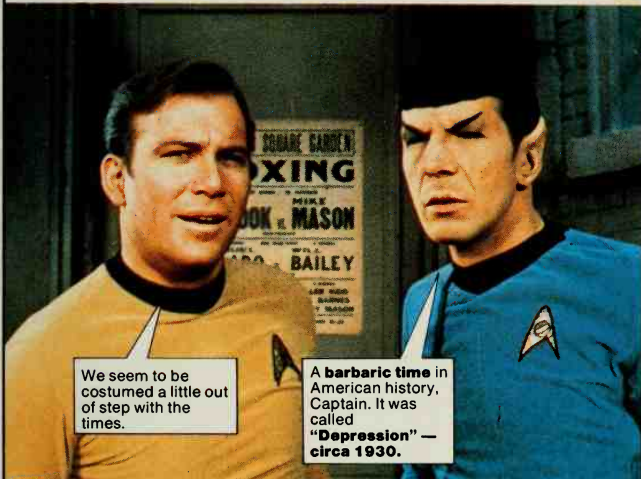 SQUARE GARDEN
XING
MIKE
OK v. MASON
BAILEY
We seem to be
costumed a little out
of step with the
times.
A barbaric time in
American history,
Captain. It was
called
"Depression" —
circa 1930.